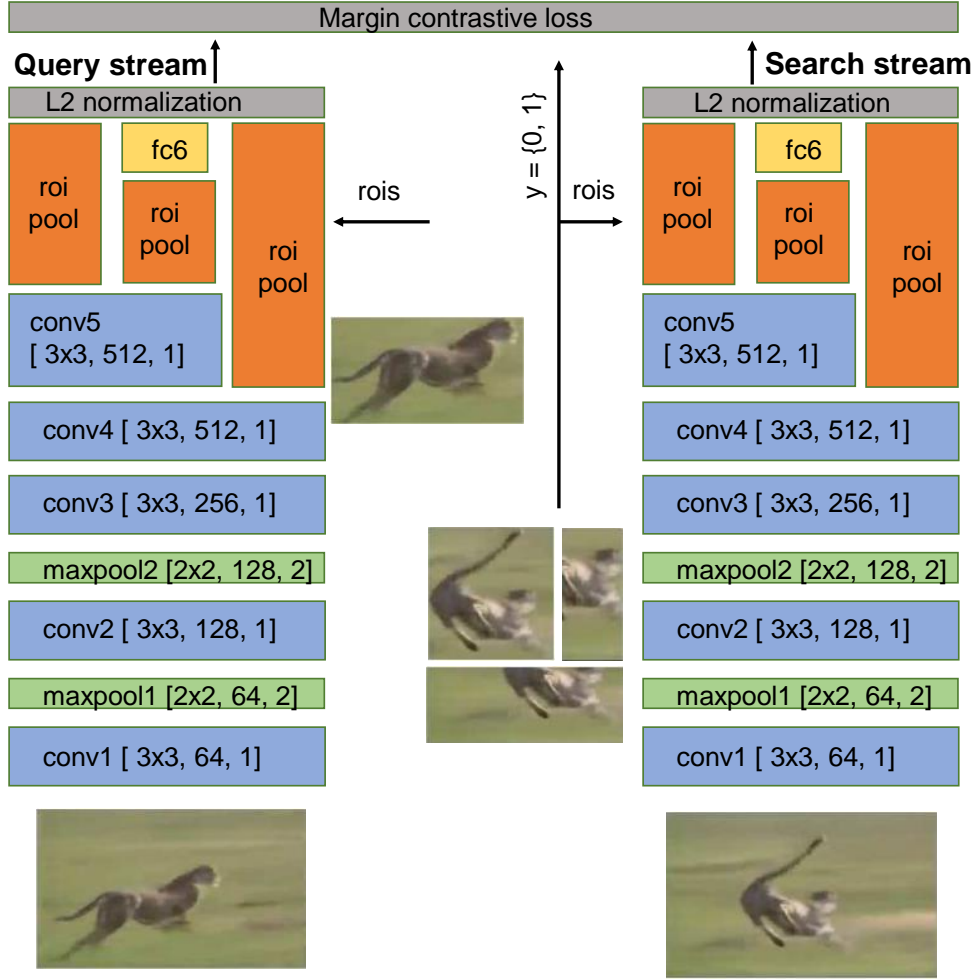 Margin contrastive loss
Query stream
L2 normalization
roi
pool
fc6
roi
pool
roi
pool
conv5
[ 3x3, 512, 1]
conv4 [ 3x3, 512, 1]
conv3 [ 3x3, 256, 1]
maxpool2 [2x2, 128, 2]
conv2 [ 3x3, 128, 1]
maxpool1 [2x2, 64, 2]
conv1 [ 3x3, 64, 1]
rois
y = {0, 1}
rois
Search stream
L2 normalization
roi
pool
fc6
roi
pool
roi
pool
conv5
[ 3x3, 512, 1]
conv4 [ 3x3, 512, 1]
conv3 [ 3x3, 256, 1]
maxpool2 [2x2, 128, 2]
conv2 [ 3x3, 128, 1]
maxpool1 [2x2, 64, 2]
conv1 [ 3x3, 64, 1]